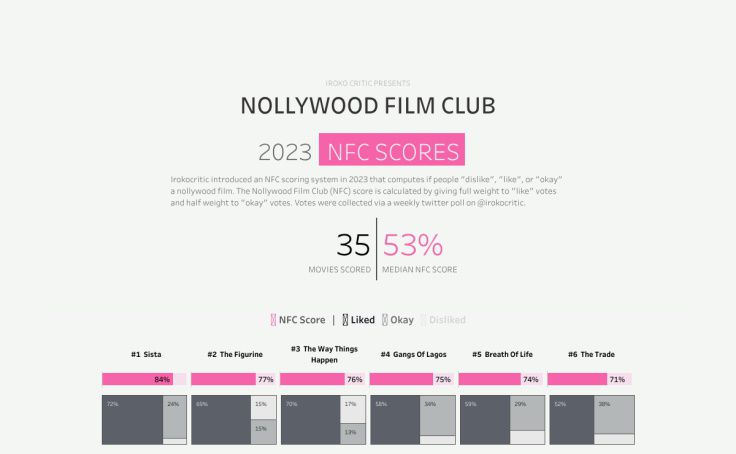 IROKO CRITIC PRESENTS
NOLLYWOOD FILM CLUB
2023 NFC SCORES
Irokocritic introduced an NFC scoring system in 2023 that computes if people "dislike", "like", or "okay"
a nollywood film. The Nollywood Film Club (NFC) score is calculated by giving full weight to "like" votes
and half weight to "okay" votes. Votes were collected via a weekly twitter poll on @irokocritic.
35 53%
MOVIES SCORED MEDIAN NFC SCORE
NFC Score | Liked Okay Disliked
#1 Sista #2 The Figurine #3 The Way Things Happen #4 Gangs Of Lagos #5 Breath Of Life #6 The Trade
84% 77% 76% 75% 74% 71%
72% 24% 69% 15% 70% 17% 58% 34% 59% 29% 52% 38%
15% 13%